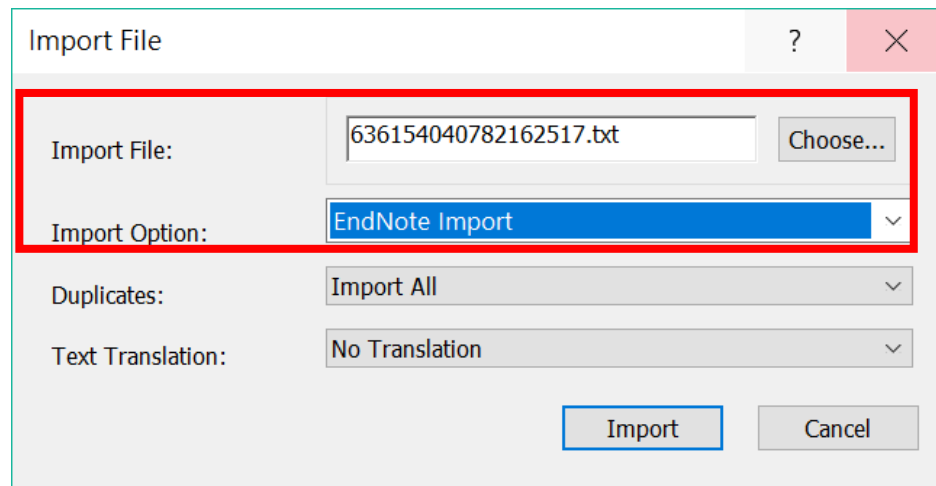 Import File
?
Import File:
636154040782162517.txt
Choose...
Import Option:
EndNote Import
Duplicates:
Import All
Text Translation:
No Translation
Import
Cancel